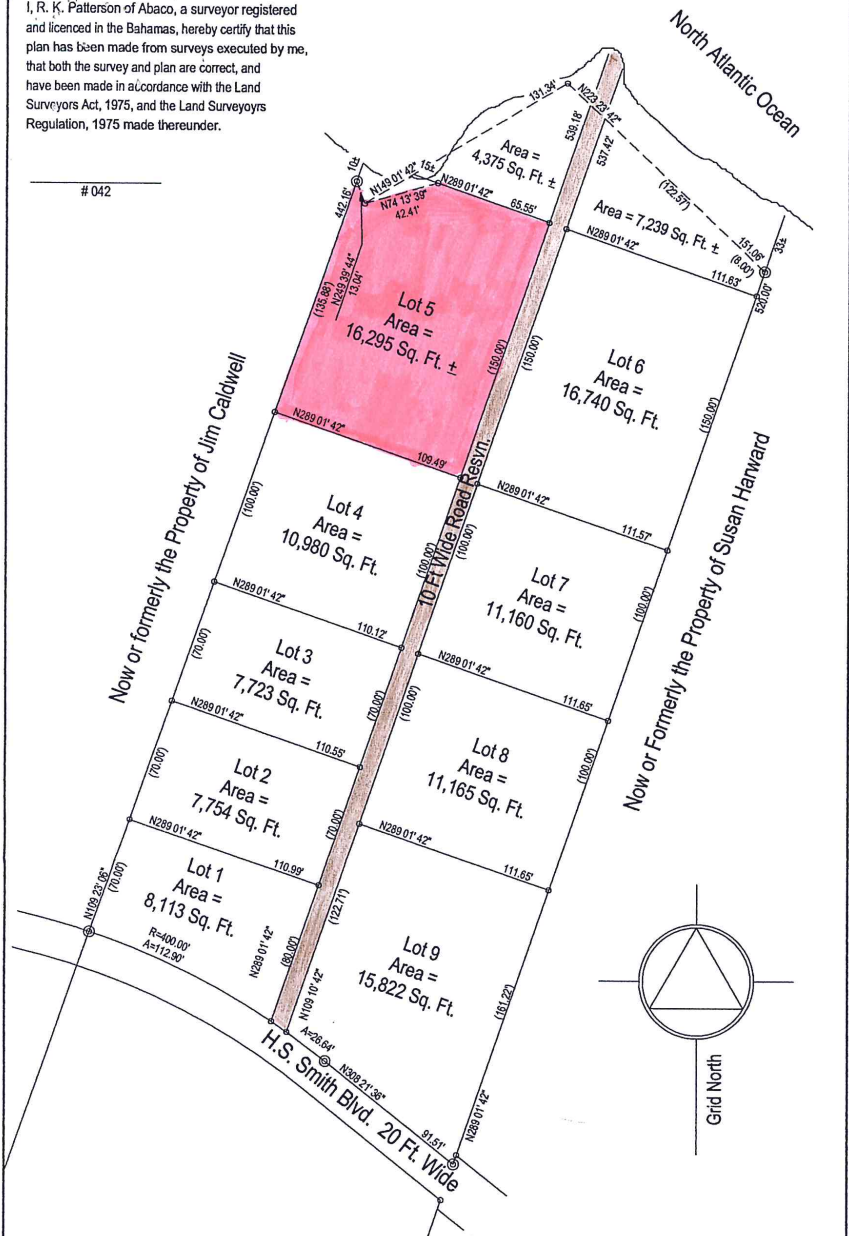 I, R. K. Patterson of Abaco, a surveyor registered
and licenced in the Bahamas, hereby certify that this
plan has been made from surveys executed by me,
that both the survey and plan are correct, and
have been made in accordance with the Land
Surveyors Act, 1975, and the Land Surveyoyrs
Regulation, 1975 made thereunder.
# 042
North Atlantic Ocean
131.34'
N223 23' 42"
539.18'
537.42'
Area =
4,375 Sq. Ft. ±
10±
N149 01' 42"
15±
N289 01' 42"
65.55'
N74 13' 39"
42.41'
442.16'
(122.57)
Area = 7,239 Sq. Ft. ±
N289 01' 42"
111.63'
151.06'
(8.00')
33±
520.00'
(135.88')
N249 39' 44"
13.04'
Lot 5
Area =
16,295 Sq. Ft. ±
(150.00')
(150.00')
Lot 6
Area =
16,740 Sq. Ft.
(150.00')
N289 01' 42"
109.49'
N289 01' 42"
111.57'
Now or formerly the Property of Jim Caldwell
Now or Formerly the Property of Susan Harward
10 Ft Wide Road Resvn.
(100.00')
Lot 4
Area =
10,980 Sq. Ft.
(100.00')
(100.00')
Lot 7
Area =
11,160 Sq. Ft.
(100.00')
N289 01' 42"
110.12'
N289 01' 42"
111.65'
(70.00')
Lot 3
Area =
7,723 Sq. Ft.
(70.00')
(100.00')
Lot 8
Area =
11,165 Sq. Ft.
(100.00')
N289 01' 42"
110.55'
(70.00')
Lot 2
Area =
7,754 Sq. Ft.
(70.00')
N289 01' 42"
110.99'
N289 01' 42"
111.65'
N109 23' 06"
(70.00')
Lot 1
Area =
8,113 Sq. Ft.
R=400.00'
A=112.90'
N289 01' 42"
(80.00')
(122.71')
N109 10' 42"
Lot 9
Area =
15,822 Sq. Ft.
(161.22')
N289 01' 42"
A=26.64'
N308 21' 36"
91.51'
H.S. Smith Blvd. 20 Ft. Wide
Grid North